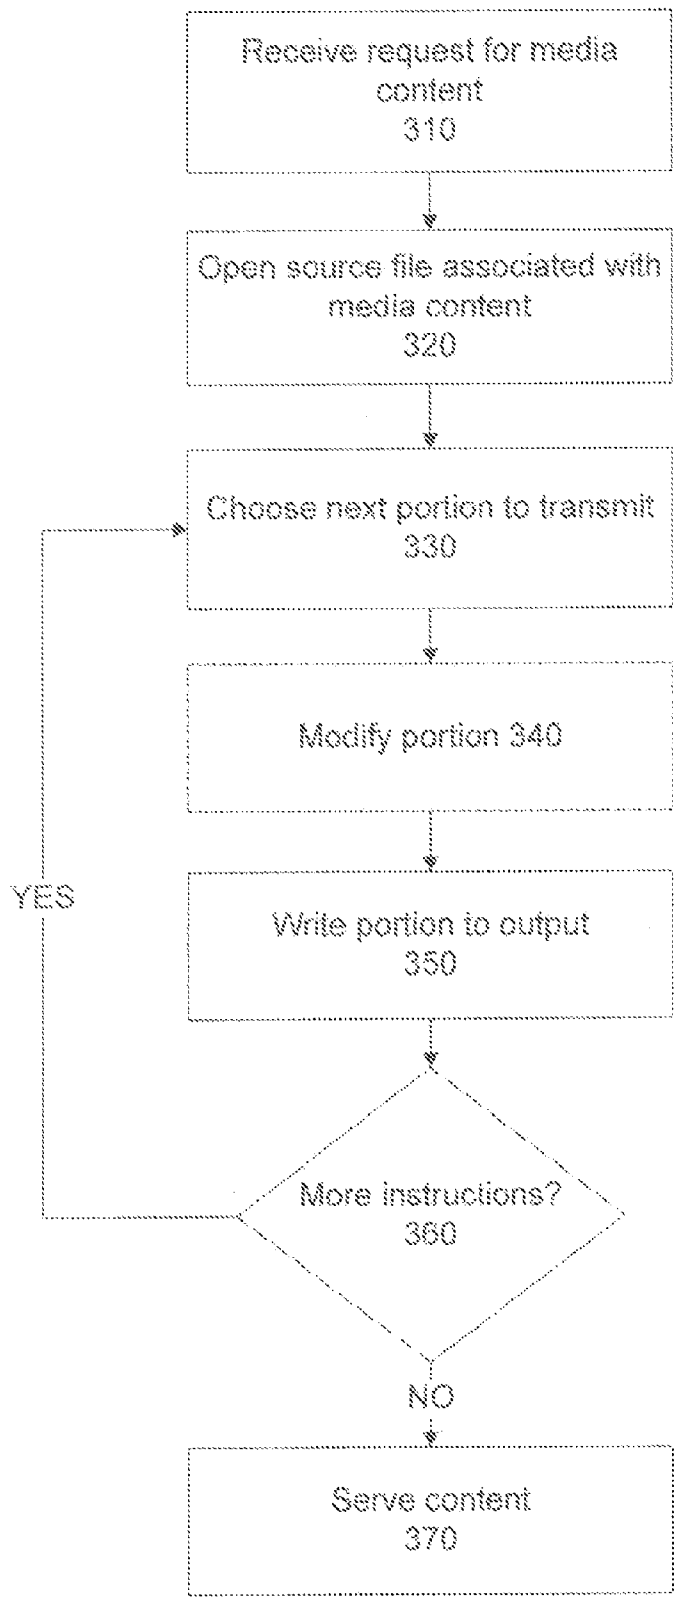 Receive request for media
content
310
Open source file associated with
media content
320
Choose next portion to transmit
330
Modify portion 340
YES
Write portion to output
350
More instructions?
360
NO
Serve content
370